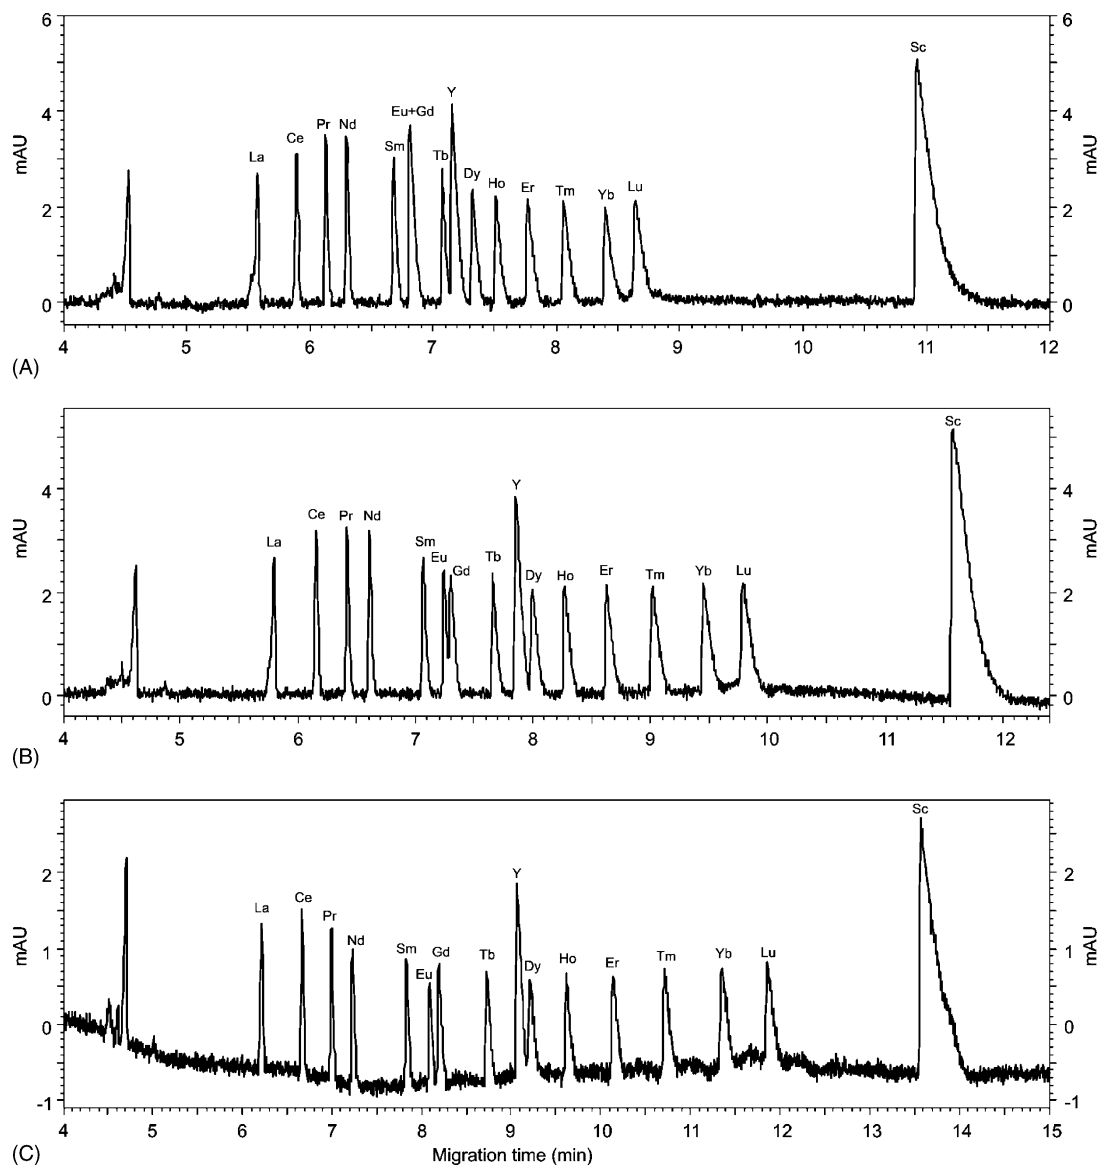 6 6
Sc
Y
Eu+Gd
4 4
Pr Nd
Ce
Sm
La Tb
mAU mAU
Dy Ho Er Tm Yb Lu
2 2
0 0
4 5 6 7 8 9 10 11 12
(A)
Sc
Y
4 4
Ce Pr Nd
La Sm Eu Gd Tb
mAU mAU
Dy Ho Er Tm Yb Lu
2 2
0 0
4 5 6 7 8 9 10 11 12
(B)
Sc
2 2
Y
Ce
La Pr
Nd Sm Eu Gd Tb Dy Ho Er Tm Yb Lu
mAU mAU
1 1
0 0
-1 -1
4 5 6 7 8 9 10 11 12 13 14 15
(C) Migration time (min)